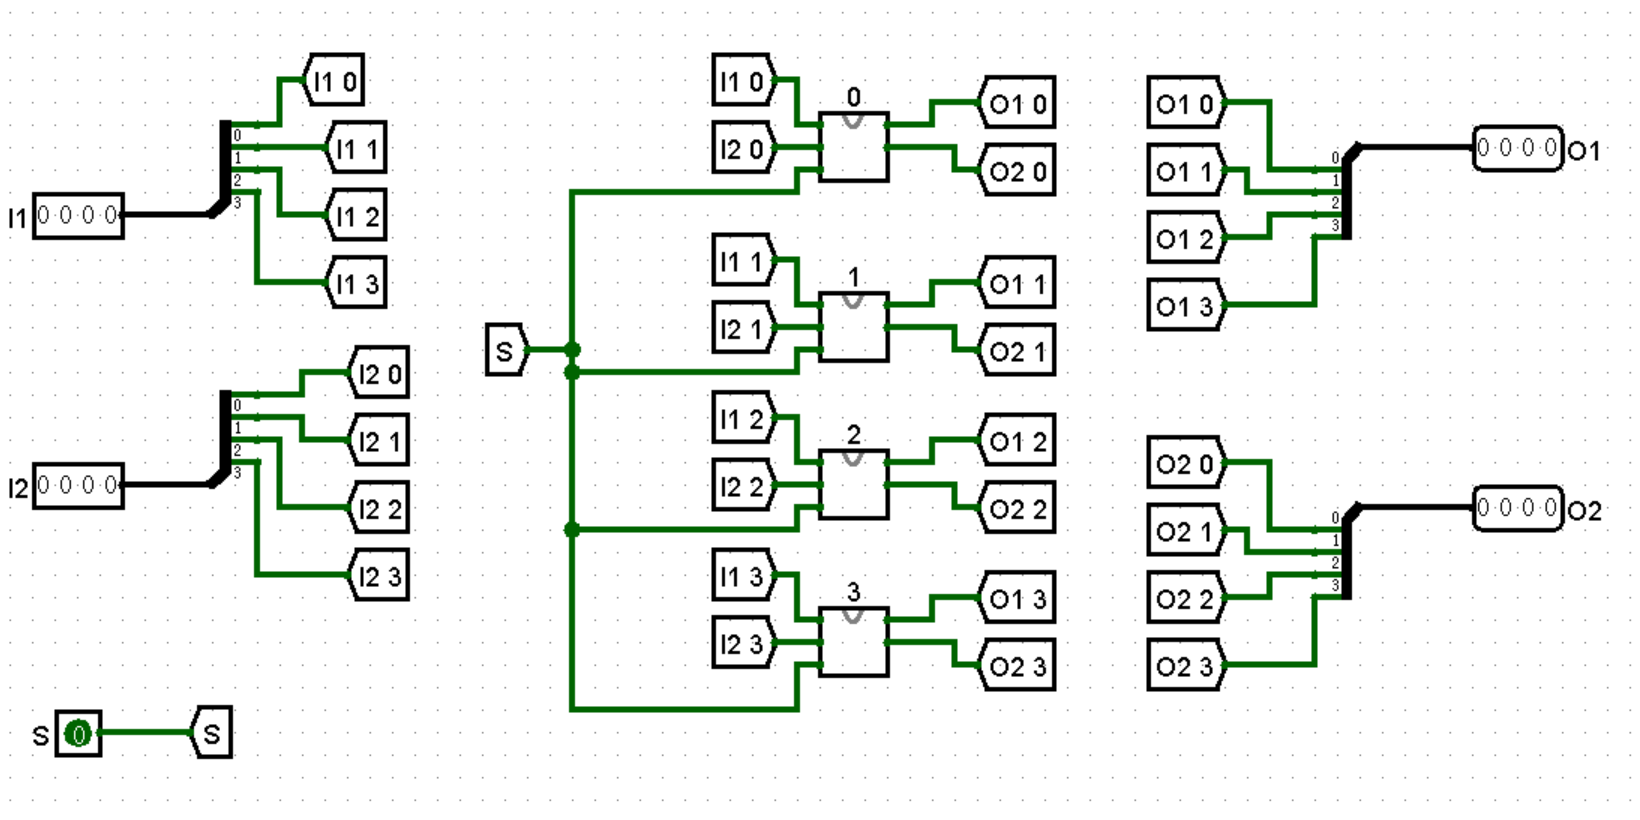 I1 0
0
I1 1
1
I1 2
2
3
I1 0 0 0 0
I1 3
I2 0
0
I2 1
1
2
I2 2
3
I2 0 0 0 0
I2 3
S 0
S
S
I1 0
0
I2 0
O1 0
O2 0
I1 1
1
I2 1
O1 1
O2 1
I1 2
2
I2 2
O1 2
O2 2
I1 3
3
I2 3
O1 3
O2 3
O1 0
O1 1
O1 2
O1 3
0
1
2
3
0 0 0 0 O1
O2 0
O2 1
O2 2
O2 3
0
1
2
3
0 0 0 0 O2